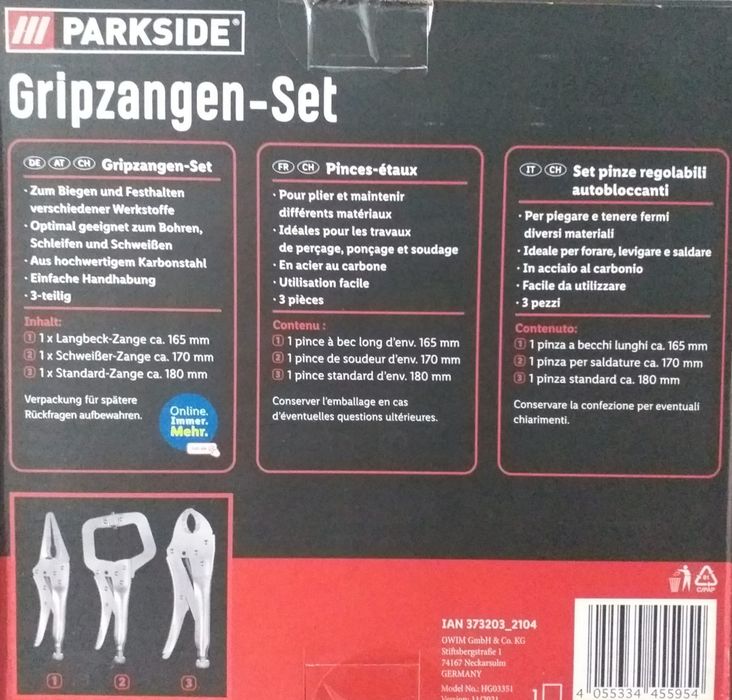 PARKSIDE®
Gripzangen-Set
DE AT CH Gripzangen-Set
· Zum Biegen und Festhalten
verschiedener Werkstoffe
· Optimal geeignet zum Bohren,
Schleifen und Schweißen
· Aus hochwertigem Karbonstahl
· Einfache Handhabung
· 3-teilig
Inhalt:
1 1 x Langbeck-Zange ca. 165 mm
2 1 x Schweißer-Zange ca. 170 mm
3 1 x Standard-Zange ca. 180 mm
Verpackung für spätere
Rückfragen aufbewahren.
Online.
Immer.
Mehr.
FR CH Pinces-étaux
· Pour plier et maintenir
différents matériaux
· Idéales pour les travaux
de perçage, ponçage et soudage
· En acier au carbone
· Utilisation facile
· 3 pièces
Contenu :
1 1 pince à bec long d'env. 165 mm
2 1 pince de soudeur d'env. 170 mm
3 1 pince standard d'env. 180 mm
Conserver l'emballage en cas
d'éventuelles questions ultérieures.
IT CH Set pinze regolabili
autobloccanti
· Per piegare e tenere fermi
diversi materiali
· Ideale per forare, levigare e saldare
· In acciaio al carbonio
· Facile da utilizzare
· 3 pezzi
Contenuto:
1 1 pinza a becchi lunghi ca. 165 mm
2 1 pinza per saldature ca. 170 mm
3 1 pinza standard ca. 180 mm
Conservare la confezione per eventuali
chiarimenti.
1 2 3
81
C/PAP
IAN 373203_2104
OWIM GmbH & Co. KG
Stiftsbergstraße 1
74167 Neckarsulm
GERMANY
Model No.: HG03351
Version: 11/2021
1
4 055334 455954